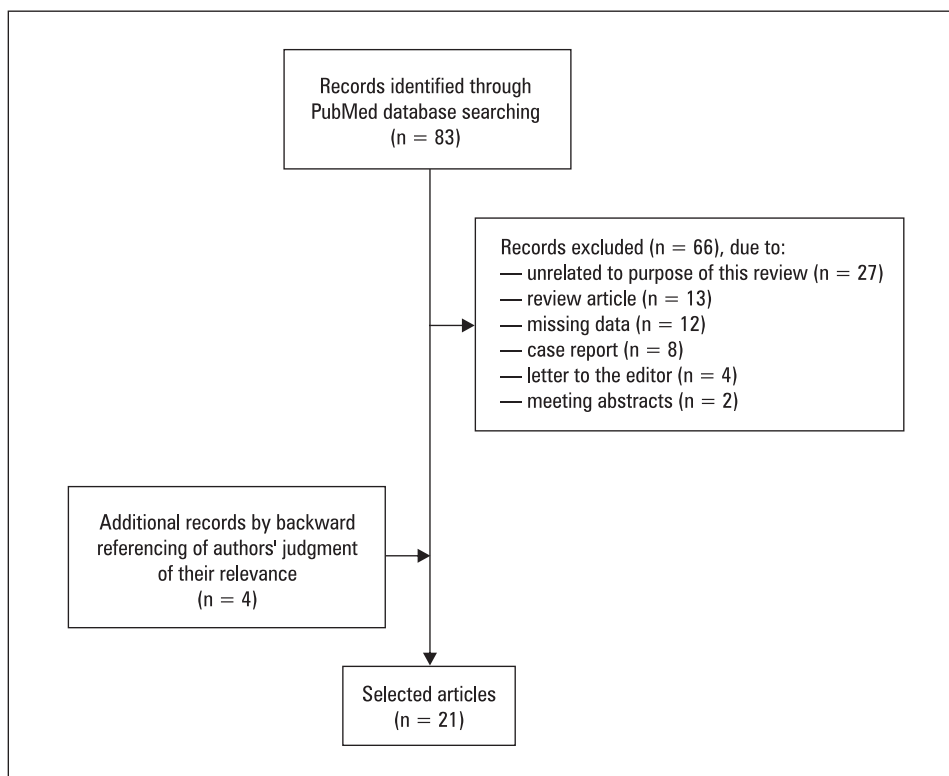 Records identified through
PubMed database searching
(n = 83)
Records excluded (n = 66), due to:
— unrelated to purpose of this review (n = 27)
— review article (n = 13)
— missing data (n = 12)
— case report (n = 8)
— letter to the editor (n = 4)
— meeting abstracts (n = 2)
Additional records by backward
referencing of authors' judgment
of their relevance
(n = 4)
Selected articles
(n = 21)